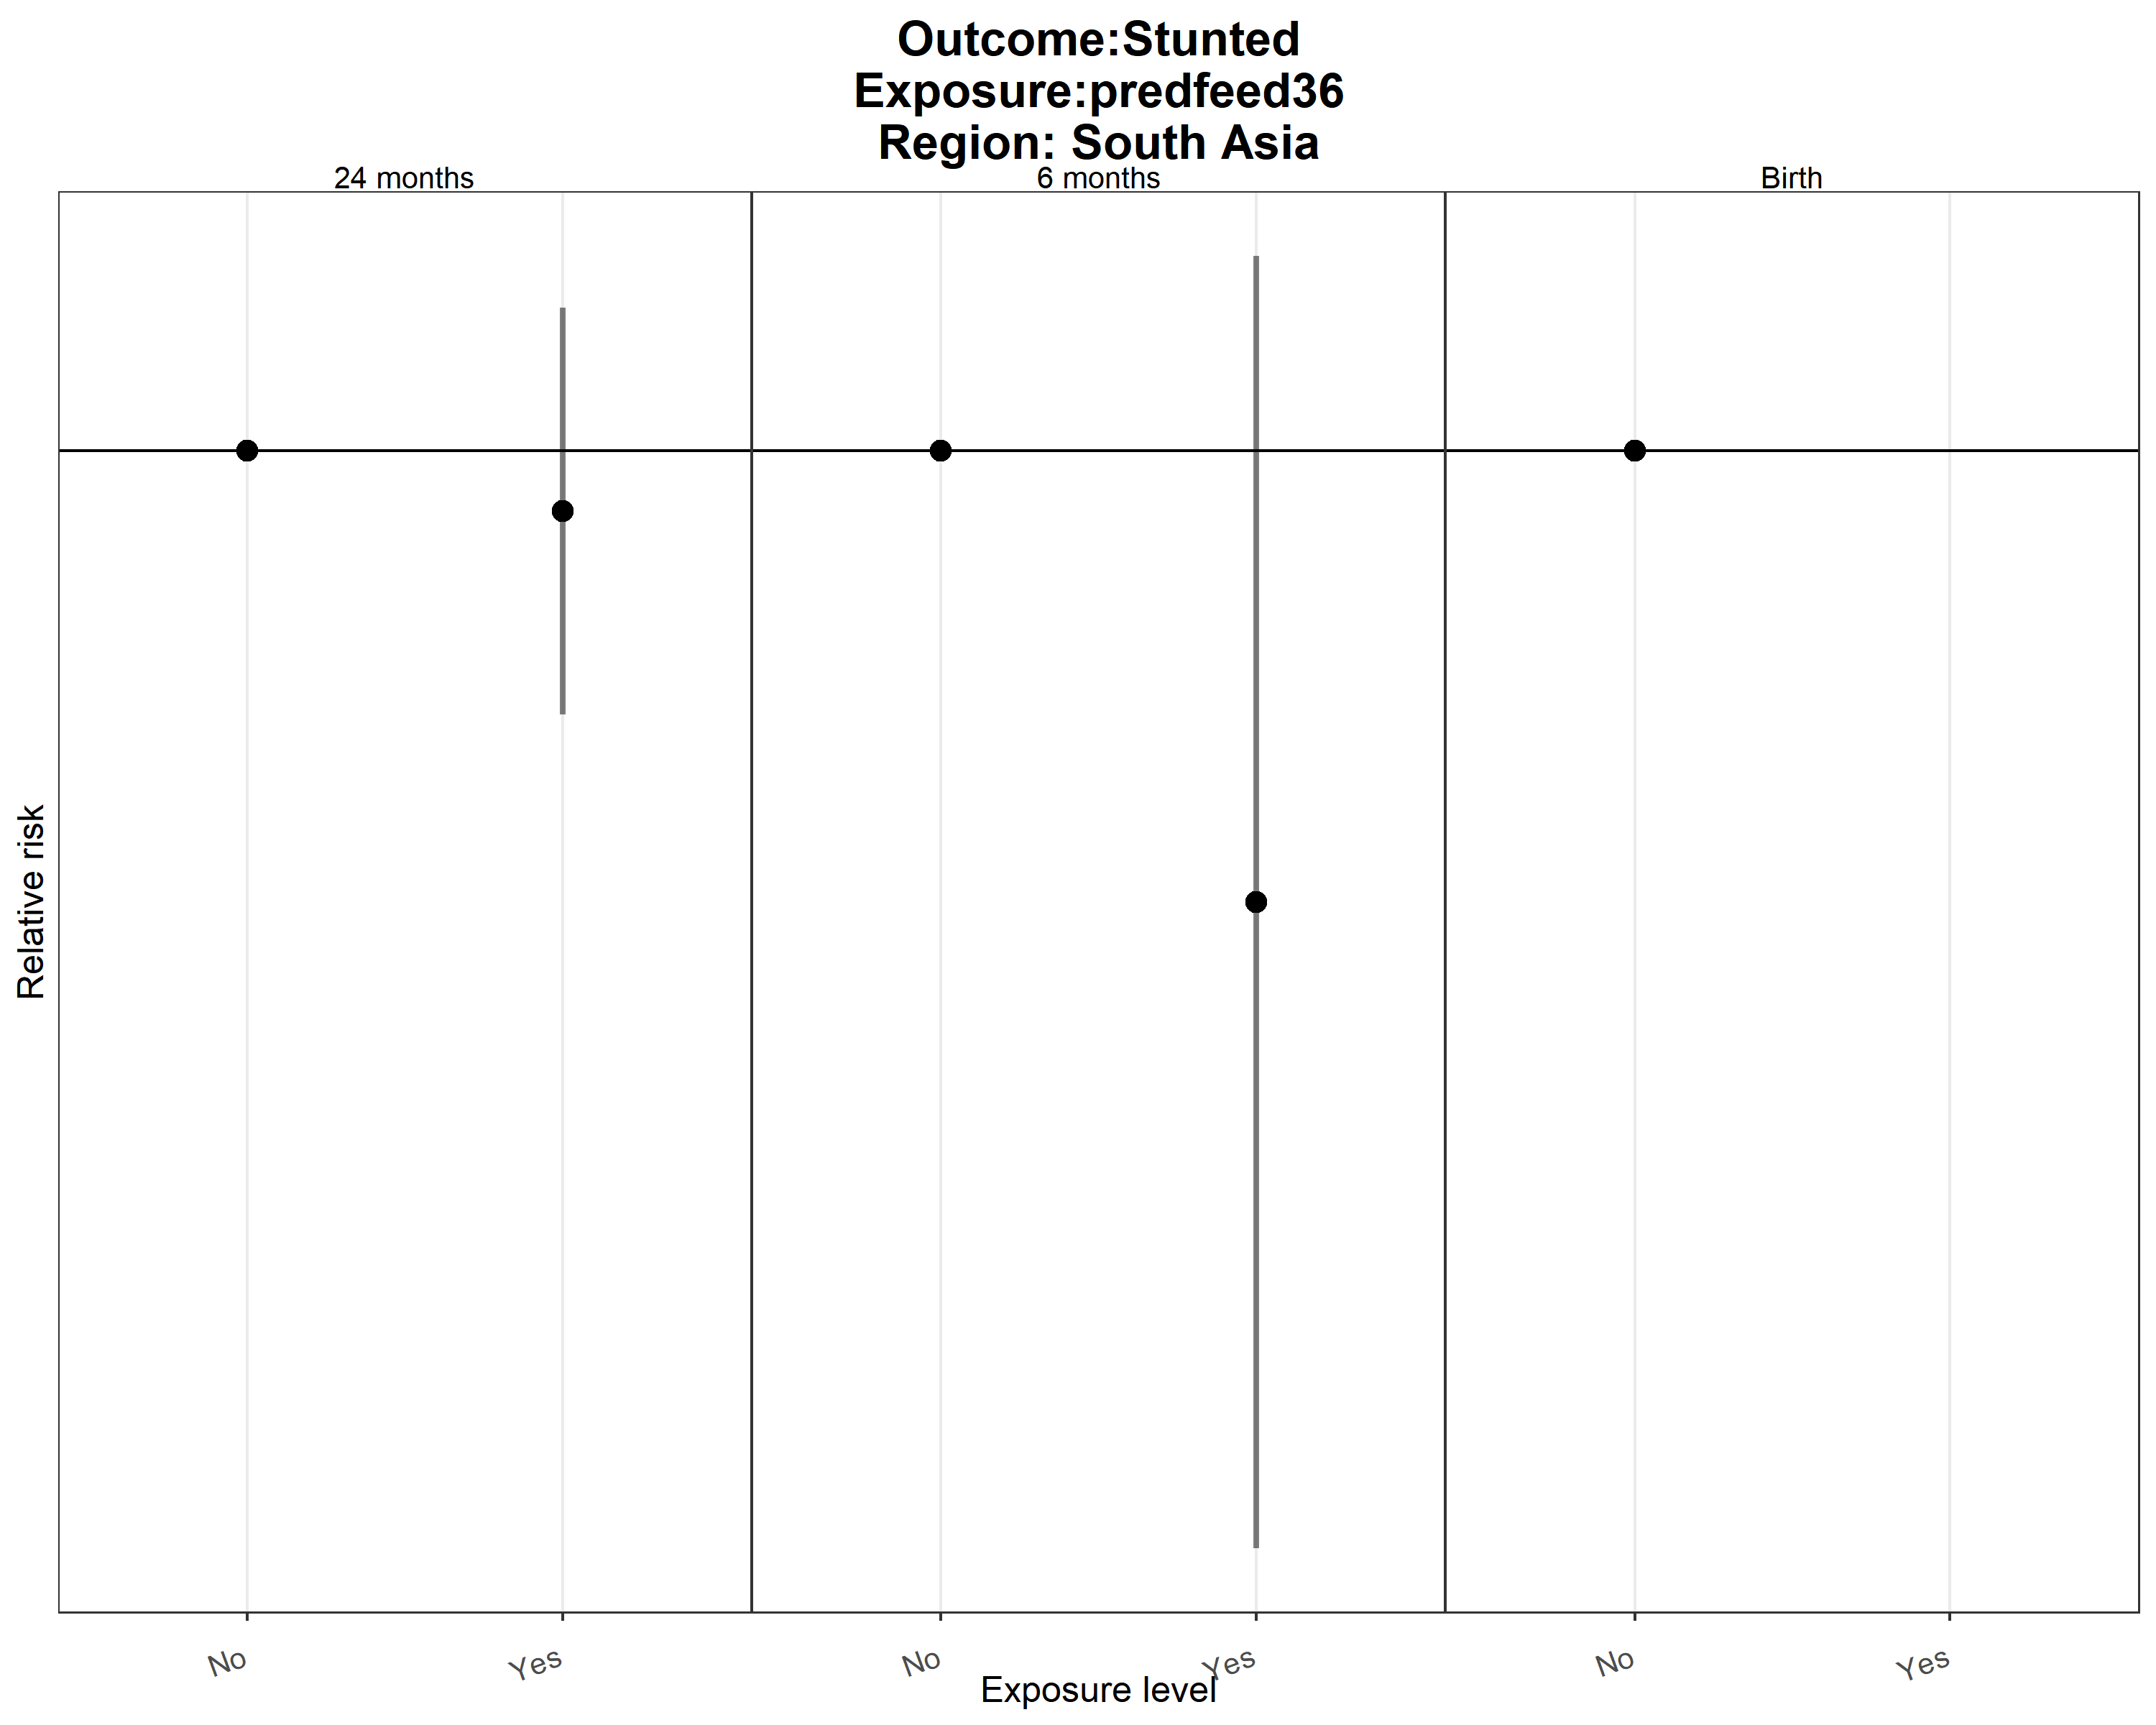 Outcome:Stunted
Exposure:predfeed36
Region: South Asia
24 months
6 months
Birth
Relative risk
No
Yes
No
Yes
No
Yes
Exposure level